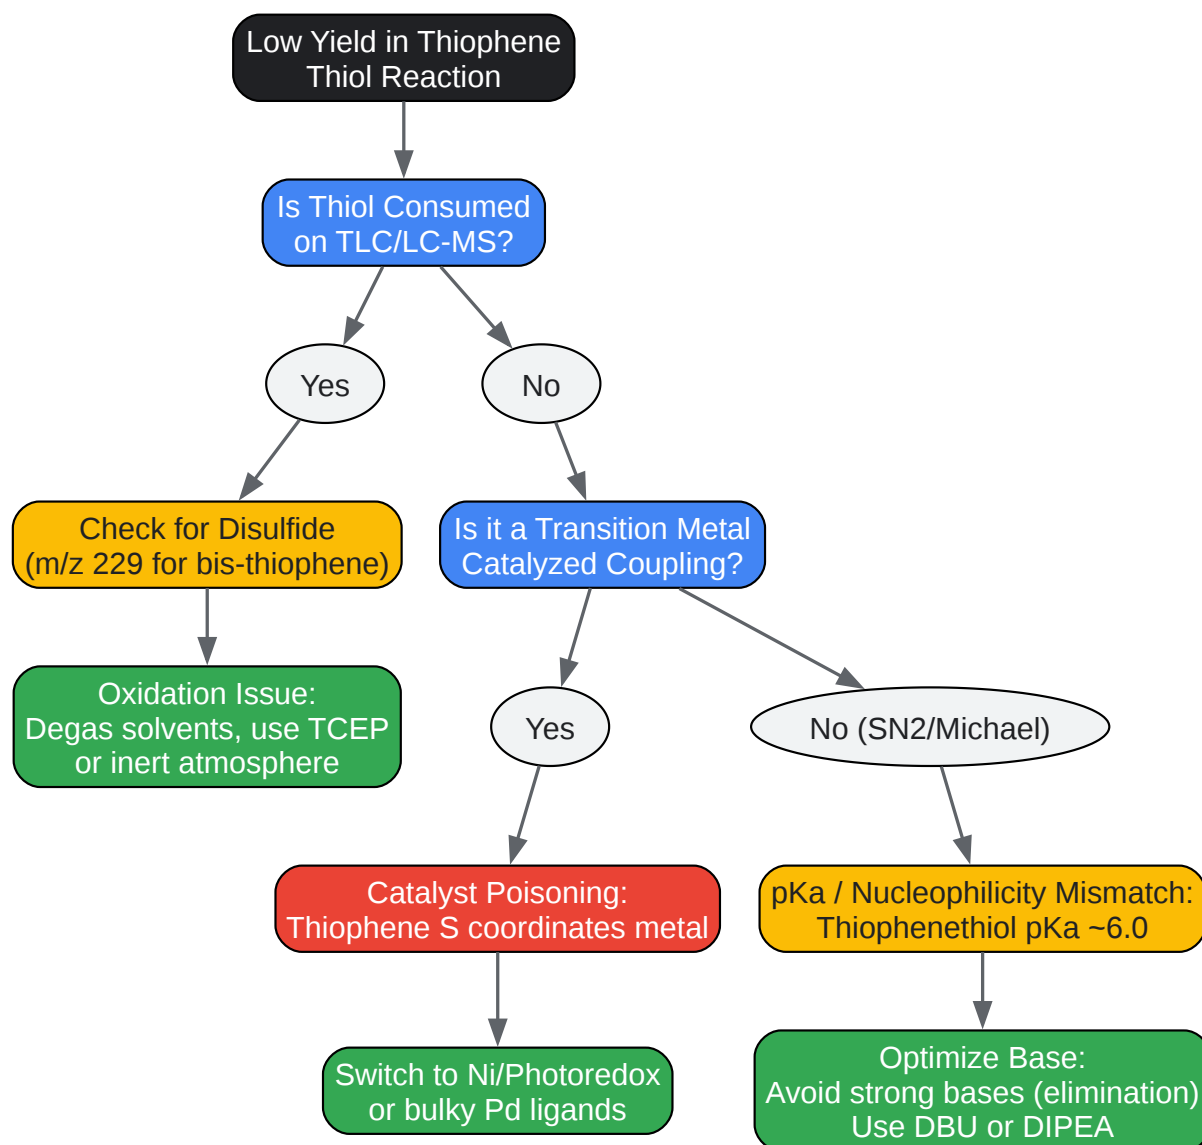 Low Yield in Thiophene
Thiol Reaction
Is Thiol Consumed
on TLC/LC-MS?
Yes
No
Check for Disulfide
(m/z 229 for bis-thiophene)
Is it a Transition Metal
Catalyzed Coupling?
Oxidation Issue:
Degas solvents, use TCEP
or inert atmosphere
Yes
No (SN2/Michael)
Catalyst Poisoning:
Thiophene S coordinates metal
pKa / Nucleophilicity Mismatch:
Thiophenethiol pKa ~6.0
Switch to Ni/Photoredox
or bulky Pd ligands
Optimize Base:
Avoid strong bases (elimination)
Use DBU or DIPEA